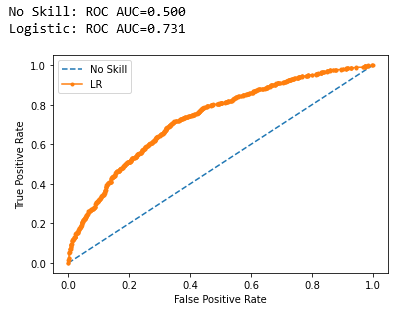 No Skill: ROC AUC=0.500
Logistic: ROC AUC=0.731
No Skill
LR
1.0
0.8
0.6
0.4
0.2
0.0
True Positive Rate
0.0 0.2 0.4 0.6 0.8 1.0
False Positive Rate